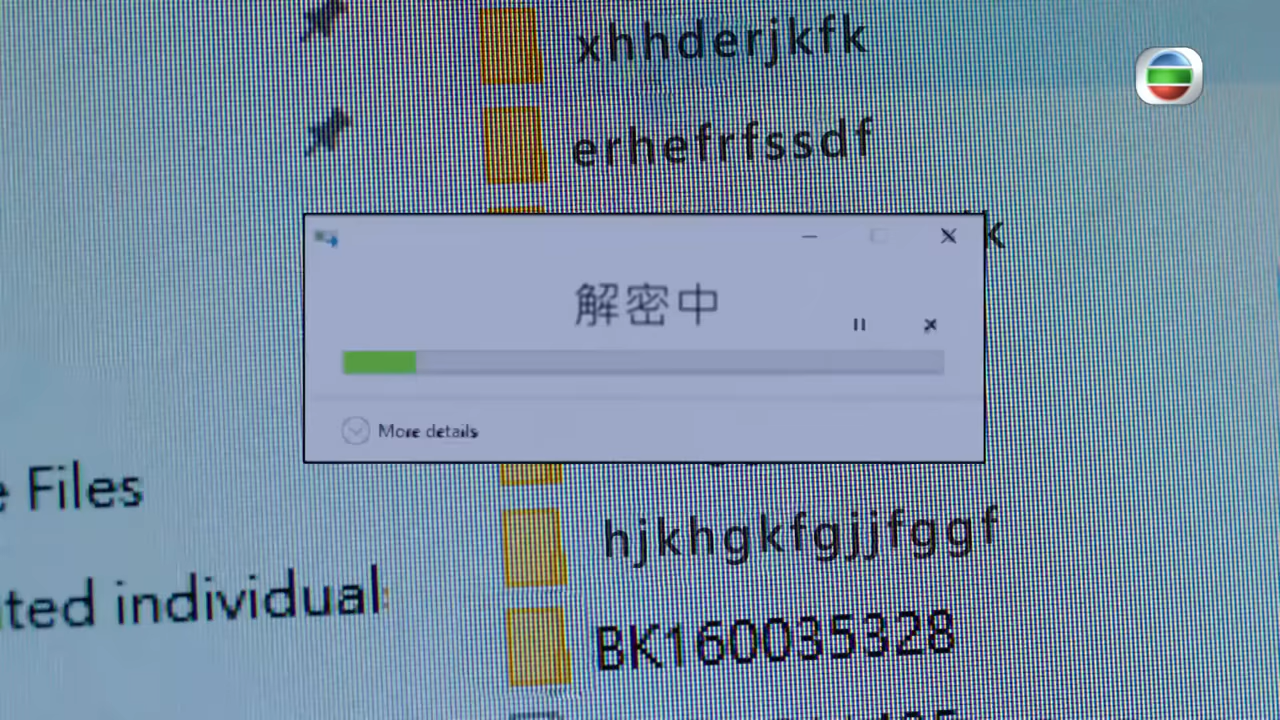 xhhderjkfk
erhefrfssdf
k
解密中
More details
e Files
hjkhgkfgjjfggf
ted individual
BK160035328